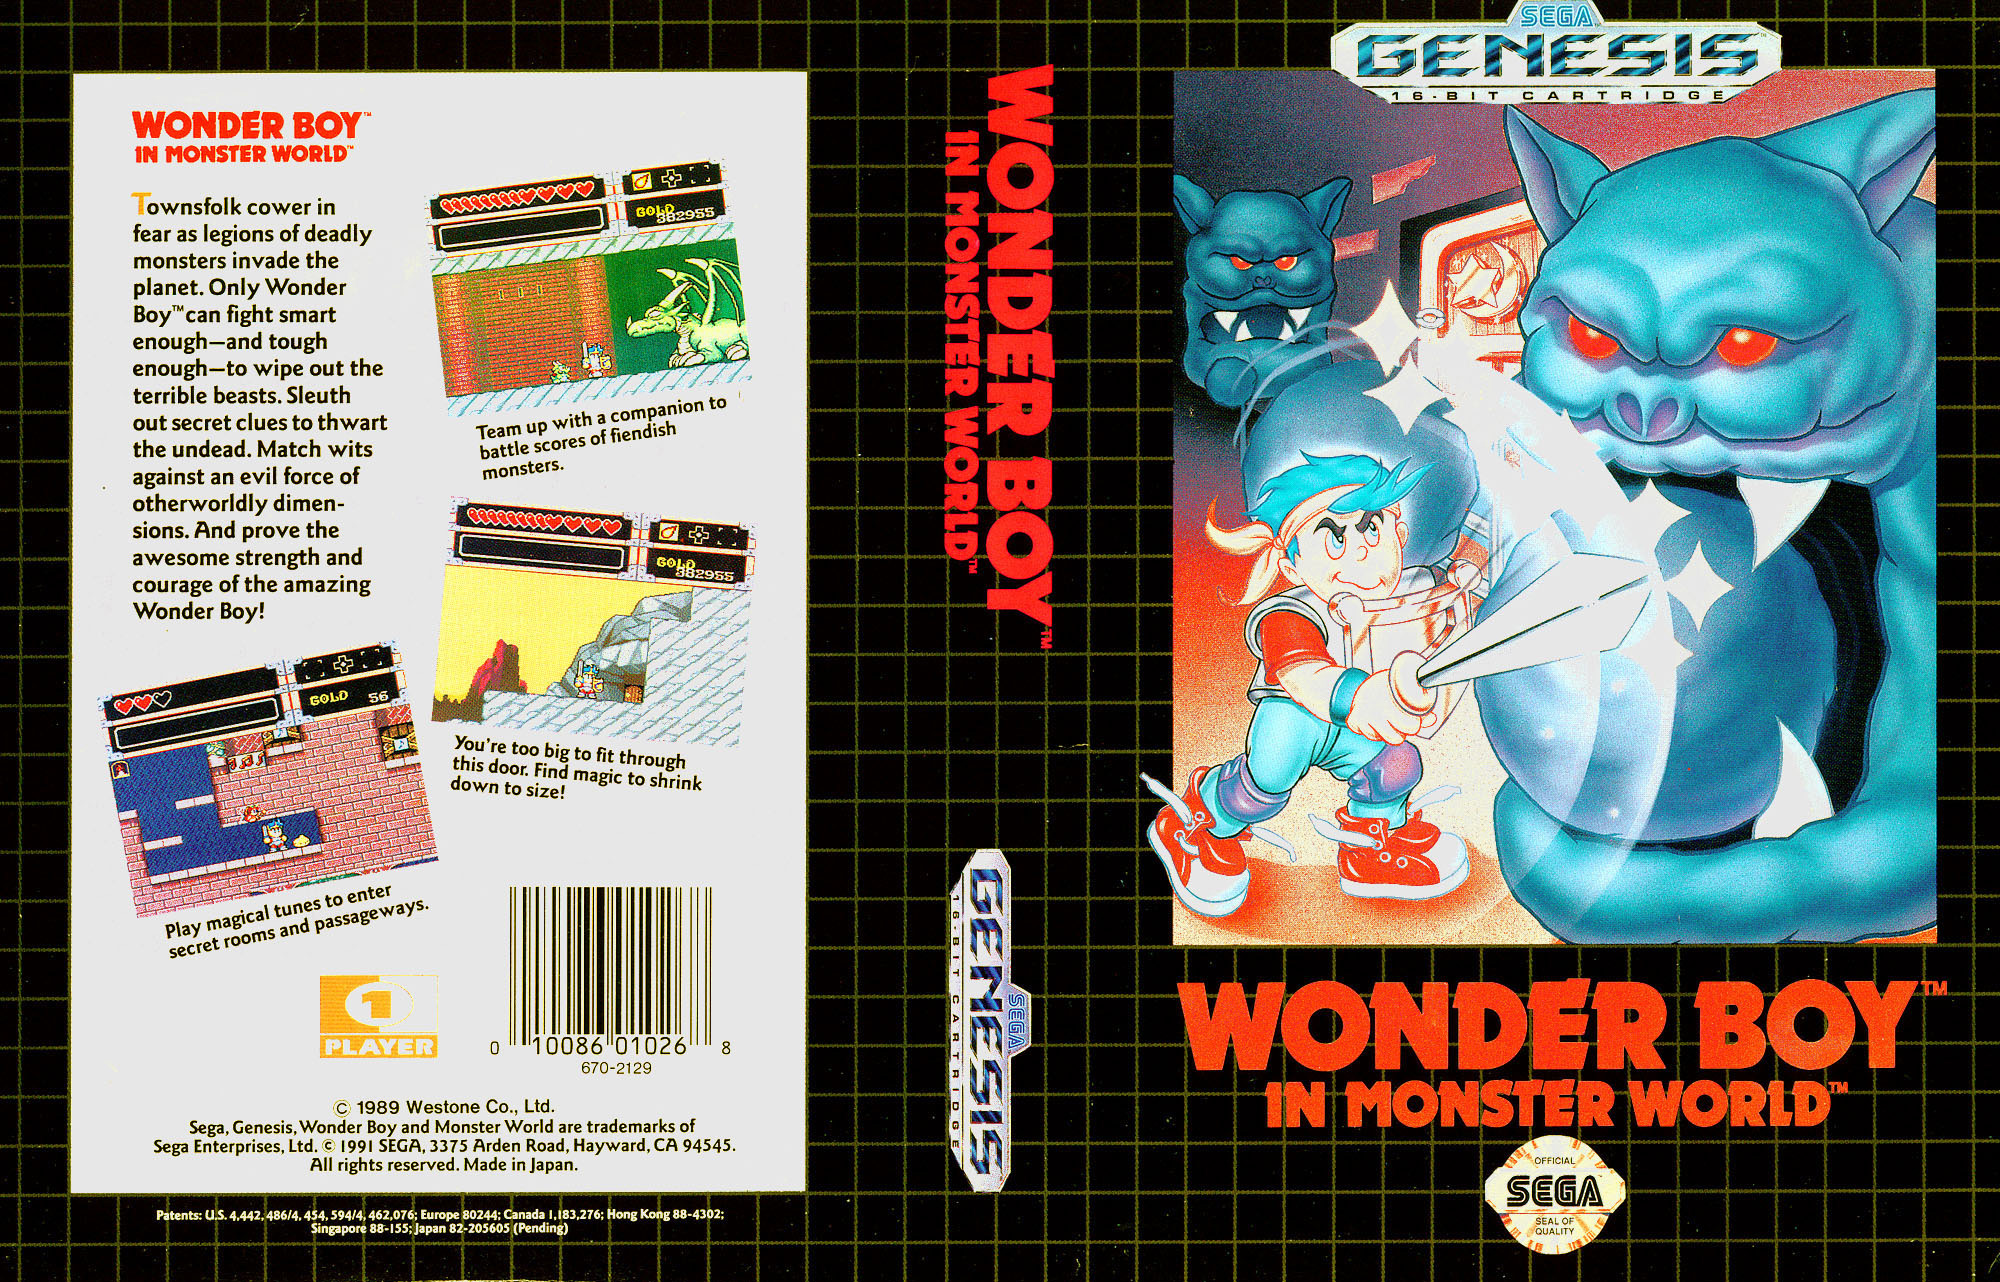 WONDER BOY™
IN MONSTER WORLD™
Townsfolk cower in
fear as legions of deadly
monsters invade the
planet. Only Wonder
Boy™ can fight smart
enough—and tough
enough—to wipe out the
terrible beasts. Sleuth
out secret clues to thwart
the undead. Match wits
against an evil force of
otherworldly dimen-
sions. And prove the
awesome strength and
courage of the amazing
Wonder Boy!
GOLD
382955
Team up with a companion to
battle scores of fiendish
monsters.
GOLD
382955
You're too big to fit through
this door. Find magic to shrink
down to size!
GOLD 56
Play magical tunes to enter
secret rooms and passageways.
1
PLAYER
0 10086 01026 8
670-2129
© 1989 Westone Co., Ltd.
Sega, Genesis, Wonder Boy and Monster World are trademarks of
Sega Enterprises, Ltd. © 1991 SEGA, 3375 Arden Road, Hayward, CA 94545.
All rights reserved. Made in Japan.
Patents: U.S. 4,442,486/4,454,594/4,462,076; Europe 80244; Canada 1,183,276; Hong Kong 88-4302;
Singapore 88-155; Japan 82-205605 (Pending)
WONDER BOY™
IN MONSTER WORLD™
SEGA
GENESIS
16-BIT CARTRIDGE
SEGA
GENESIS™
16-BIT CARTRIDGE
WONDER BOY™
IN MONSTER WORLD™
OFFICIAL
SEGA
SEAL OF
QUALITY